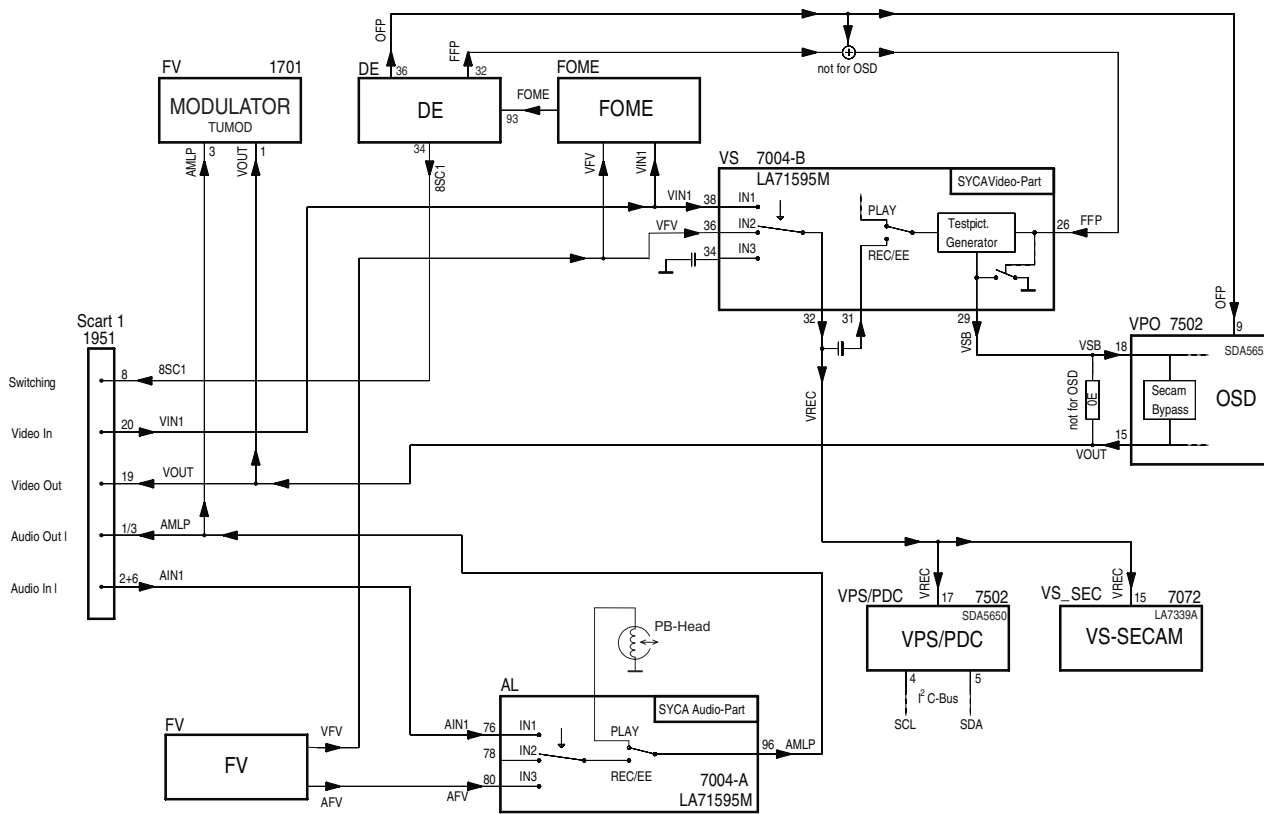 OFP
FFP
not for OSD
FV 1701
MODULATOR
TUMOD
AMLP
3
VOUT
1
DE
36
32
DE
34
8SC1
FOME
93
FOME
FOME
VFV
VIN1
VS 7004-B
LA71595M
SYCAVideo-Part
VIN1
38
IN1
VFV
36
IN2
34
IN3
PLAY
REC/EE
Testpict.
Generator
26
FFP
32
31
29
VSB
VREC
OFP
VPO 7502
9
SDA565
VSB
18
not for OSD
0E
Secam
Bypass
OSD
15
VOUT
Scart 1
1951
Switching
8
8SC1
Video In
20
VIN1
Video Out
19
VOUT
Audio Out l
1/3
AMLP
Audio In l
2+6
AIN1
PB-Head
VREC
VREC
VPS/PDC
17
7502
SDA5650
VPS/PDC
4
5
I² C-Bus
SCL
SDA
VS_SEC
15
7072
LA7339A
VS-SECAM
FV
FV
VFV
AFV
AL
SYCA Audio-Part
AIN1
76
IN1
78
IN2
80
IN3
AFV
PLAY
REC/EE
96
AMLP
7004-A
LA71595M